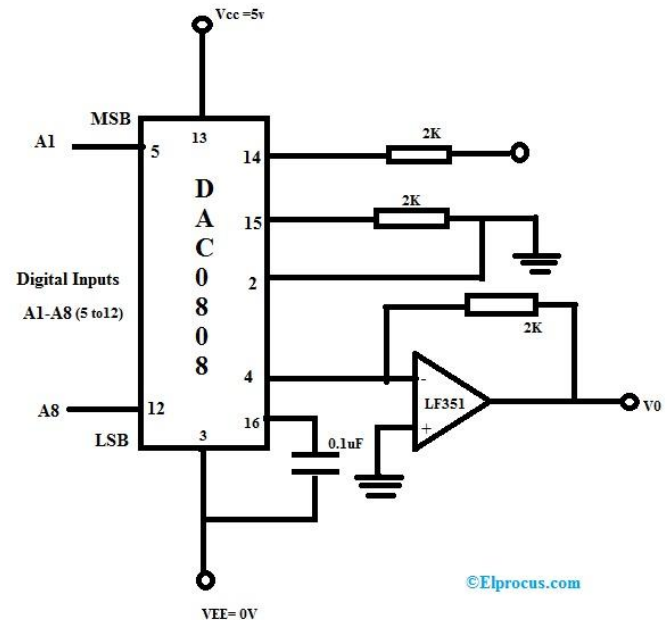 Vcc =5v
MSB
A1
5
13
14
2K
D
A
C
0
8
0
8
15
2K
2
Digital Inputs
A1-A8 (5 to12)
2K
4
-
LF351
+
V0
A8
12
16
LSB
3
0.1uF
©Elprocus.com
VEE= 0V